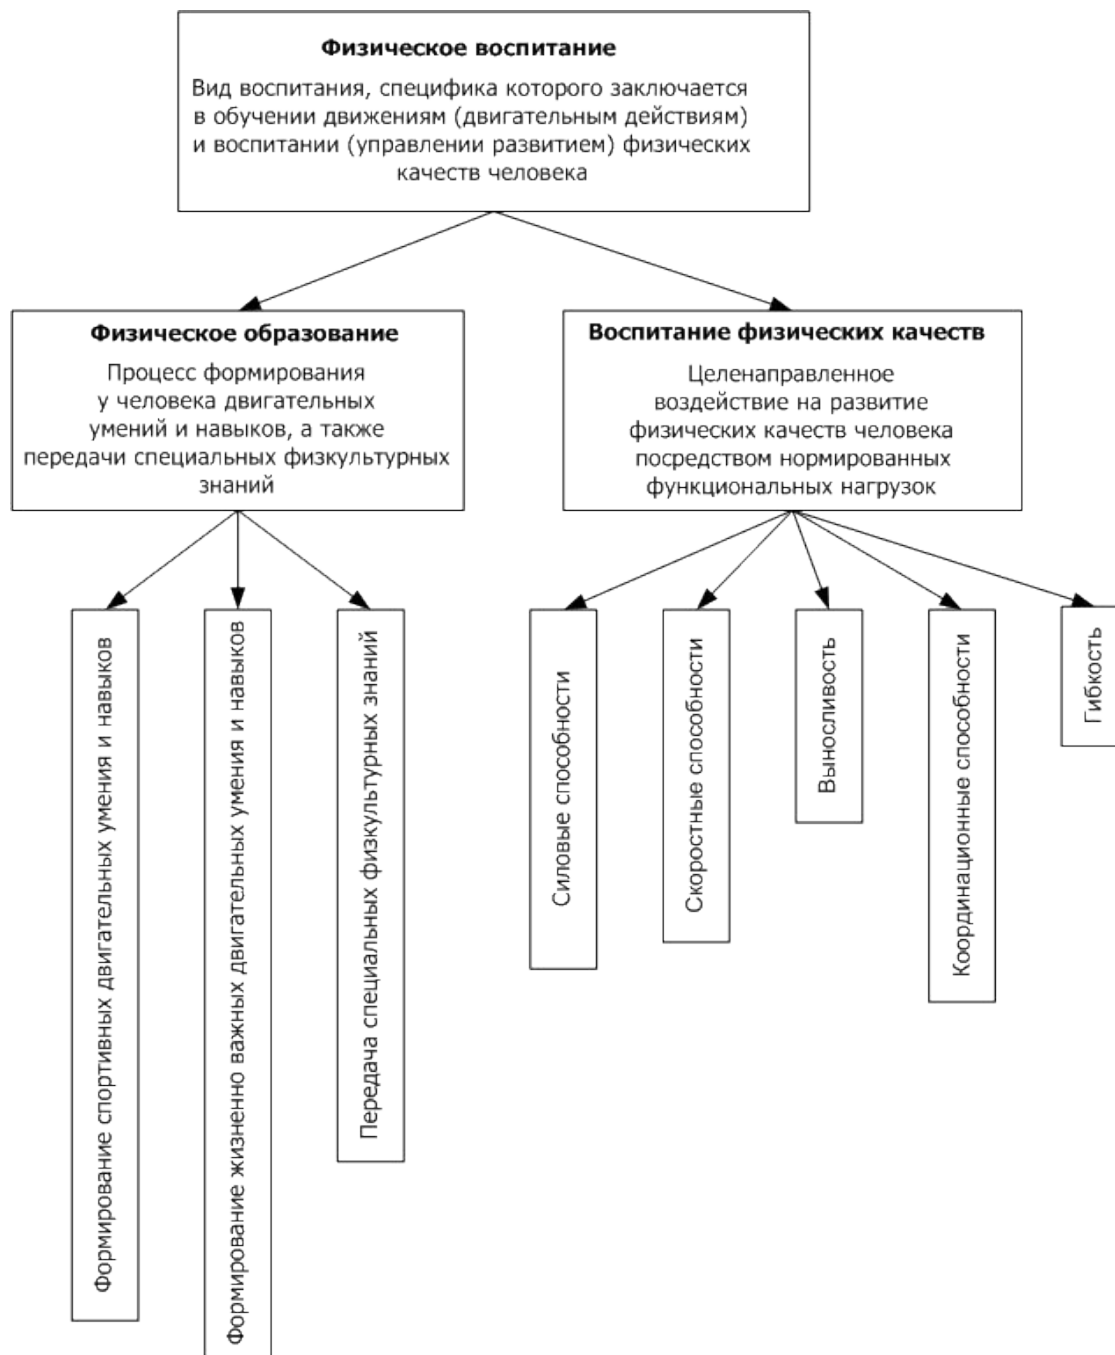 Физическое воспитание
Вид воспитания, специфика которого заключается
в обучении движениям (двигательным действиям)
и воспитании (управлении развитием) физических
качеств человека
Физическое образование
Процесс формирования
у человека двигательных
умений и навыков, а также
передачи специальных физкультурных
знаний
Воспитание физических качеств
Целенаправленное
воздействие на развитие
физических качеств человека
посредством нормированных
функциональных нагрузок
Формирование спортивных двигательных умения и навыков
Формирование жизненно важных двигательных умения и навыков
Передача специальных физкультурных знаний
Силовые способности
Скоростные способности
Выносливость
Координационные способности
Гибкость